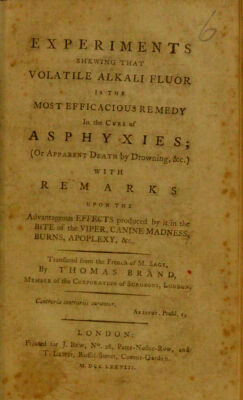 6
EXPERIMENTS
SHEWING THAT
VOLATILE ALKALI FLUOR
IS THE
MOST EFFICACIOUS REMEDY
In the CURE of
ASPHYXIES;
(Or APPARENT DEATH by Drowning, &c.)
WITH
REMARKS
UPON THE
Advantageous EFFECTS produced by it in the
BITE of the VIPER, CANINE MADNESS,
BURNS, APOPLEXY, &c.
Translated from the French of M. SAGE,
By THOMAS BRAND,
MEMBER of the CORPORATION of SURGEONS, LONDON.
Contraria contrariis curantur.
LONDON:
Printed for J. BEW, No. 28, Pater-Noster-Row, and
T. Russel Street, Covent-Garden.
M.DCC.LXXVIII.